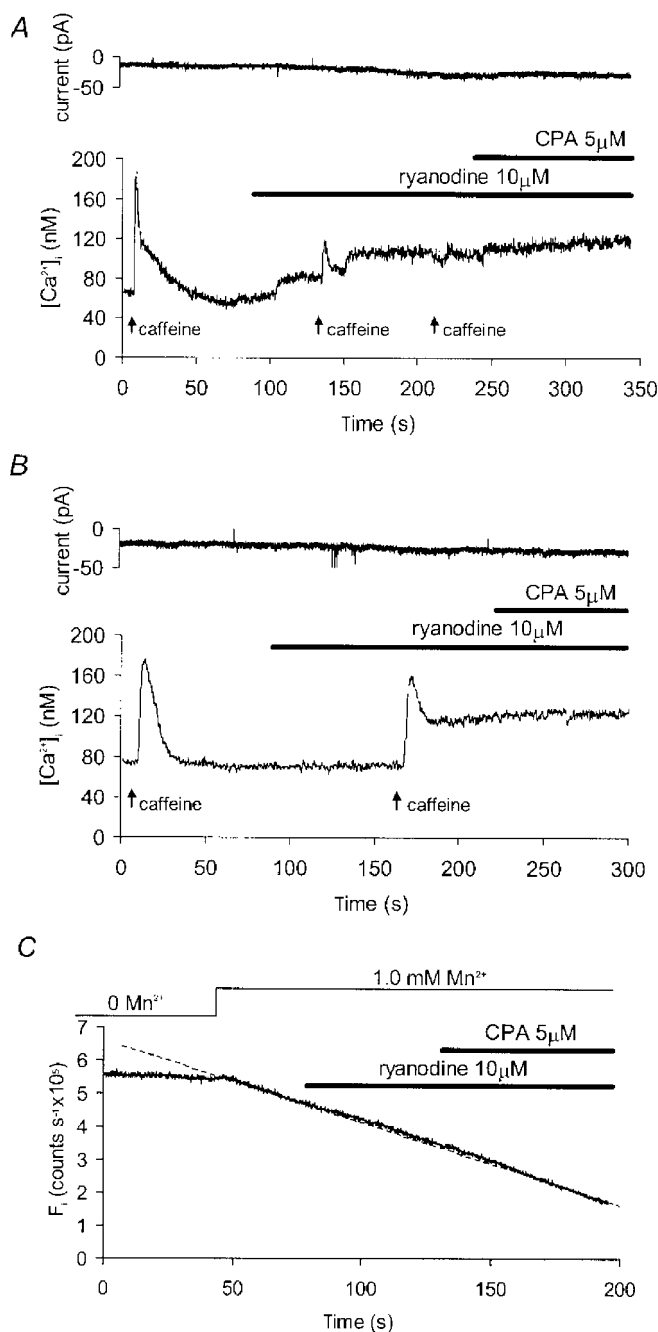 A
current (pA)
0
-50
CPA 5µM
ryanodine 10µM
[Ca²⁺]ᵢ (nM)
200
160
120
80
40
0
caffeine
caffeine
caffeine
0 50 100 150 200 250 300 350
Time (s)
B
current (pA)
0
-50
CPA 5µM
ryanodine 10µM
[Ca²⁺]ᵢ (nM)
200
160
120
80
40
0
caffeine
caffeine
0 50 100 150 200 250 300
Time (s)
C
1.0 mM Mn²⁺
0 Mn²⁺
CPA 5µM
ryanodine 10µM
Fᵢ (counts s⁻¹x10⁵)
7
6
5
4
3
2
1
0
0 50 100 150 200
Time (s)